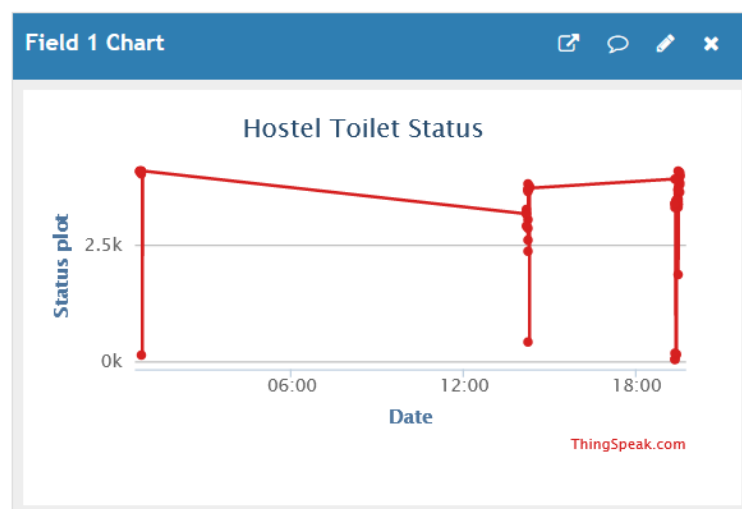 Field 1 Chart
Hostel Toilet Status
Status plot
2.5k
0k
06:00 12:00 18:00
Date
ThingSpeak.com